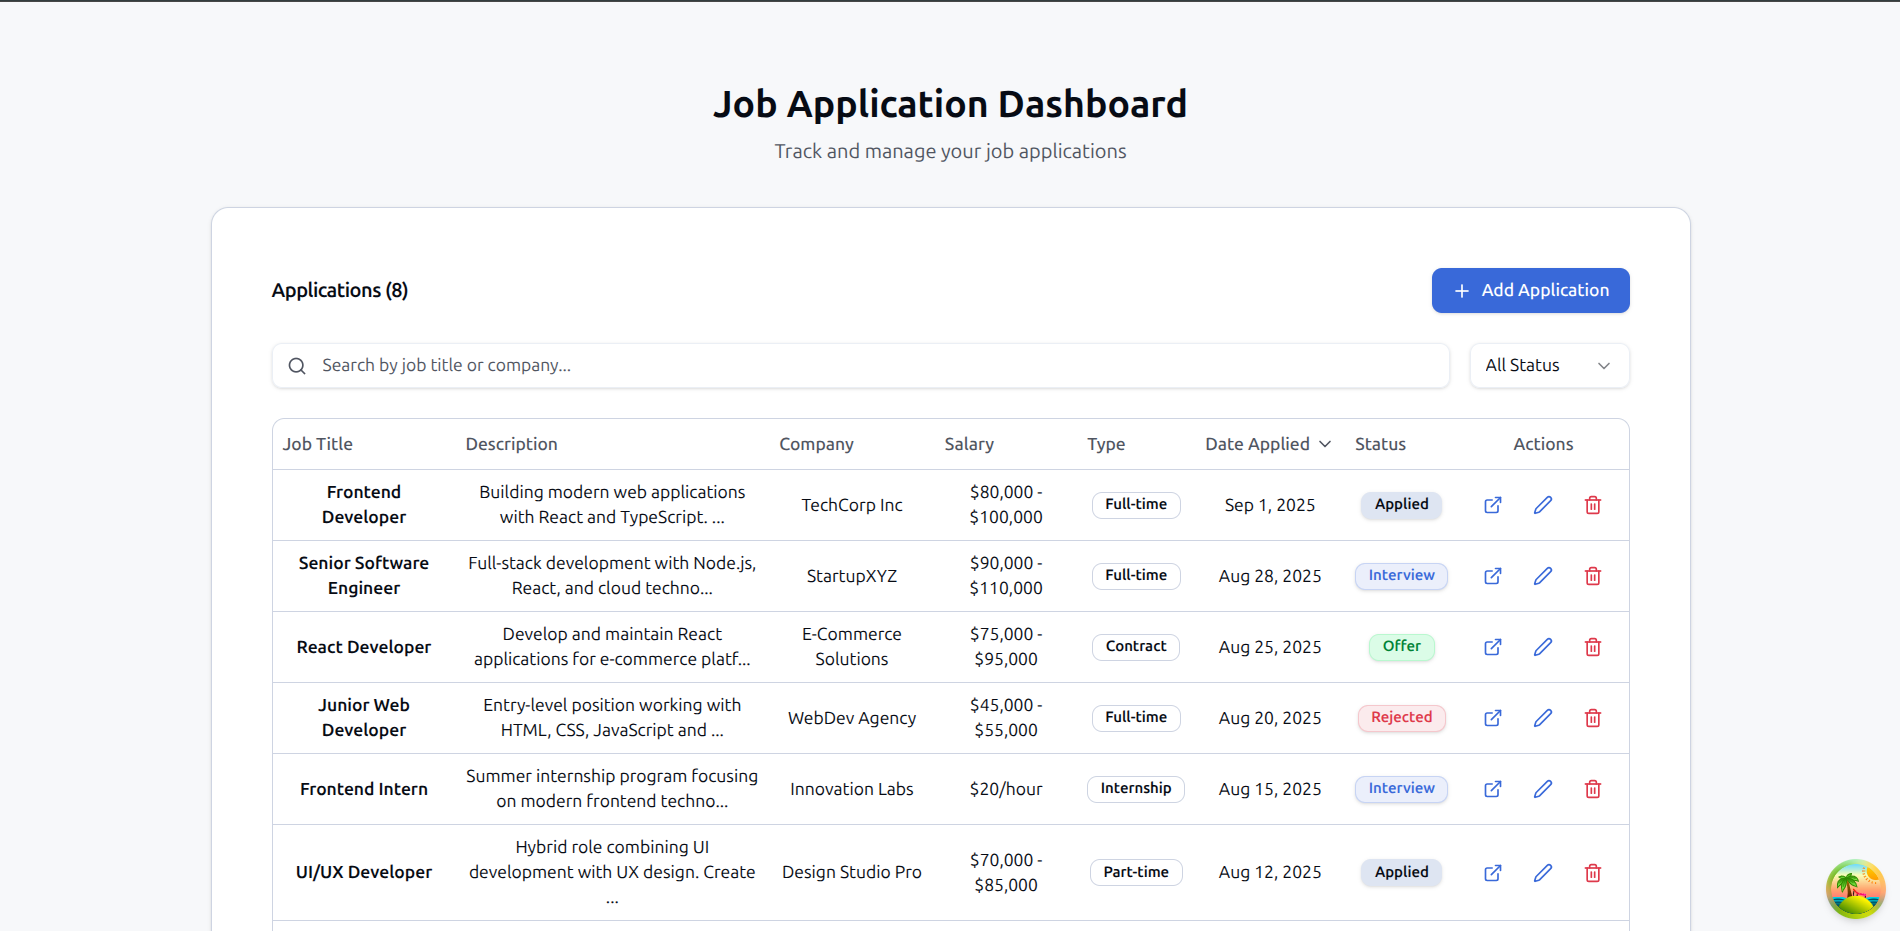 Job Application Dashboard
Track and manage your job applications
Applications (8)
Add Application
Search by job title or company...
All Status
Job Title Description Company Salary Type Date Applied Status Actions
Frontend
Developer
Building modern web applications
with React and TypeScript. ...
TechCorp Inc
$80,000 -
$100,000
Full-time
Sep 1, 2025
Applied
Senior Software
Engineer
Full-stack development with Node.js,
React, and cloud techno...
StartupXYZ
$90,000 -
$110,000
Full-time
Aug 28, 2025
Interview
React Developer
Develop and maintain React
applications for e-commerce platf...
E-Commerce
Solutions
$75,000 -
$95,000
Contract
Aug 25, 2025
Offer
Junior Web
Developer
Entry-level position working with
HTML, CSS, JavaScript and ...
WebDev Agency
$45,000 -
$55,000
Full-time
Aug 20, 2025
Rejected
Frontend Intern
Summer internship program focusing
on modern frontend techno...
Innovation Labs
$20/hour
Internship
Aug 15, 2025
Interview
UI/UX Developer
Hybrid role combining UI
development with UX design. Create
...
Design Studio Pro
$70,000 -
$85,000
Part-time
Aug 12, 2025
Applied